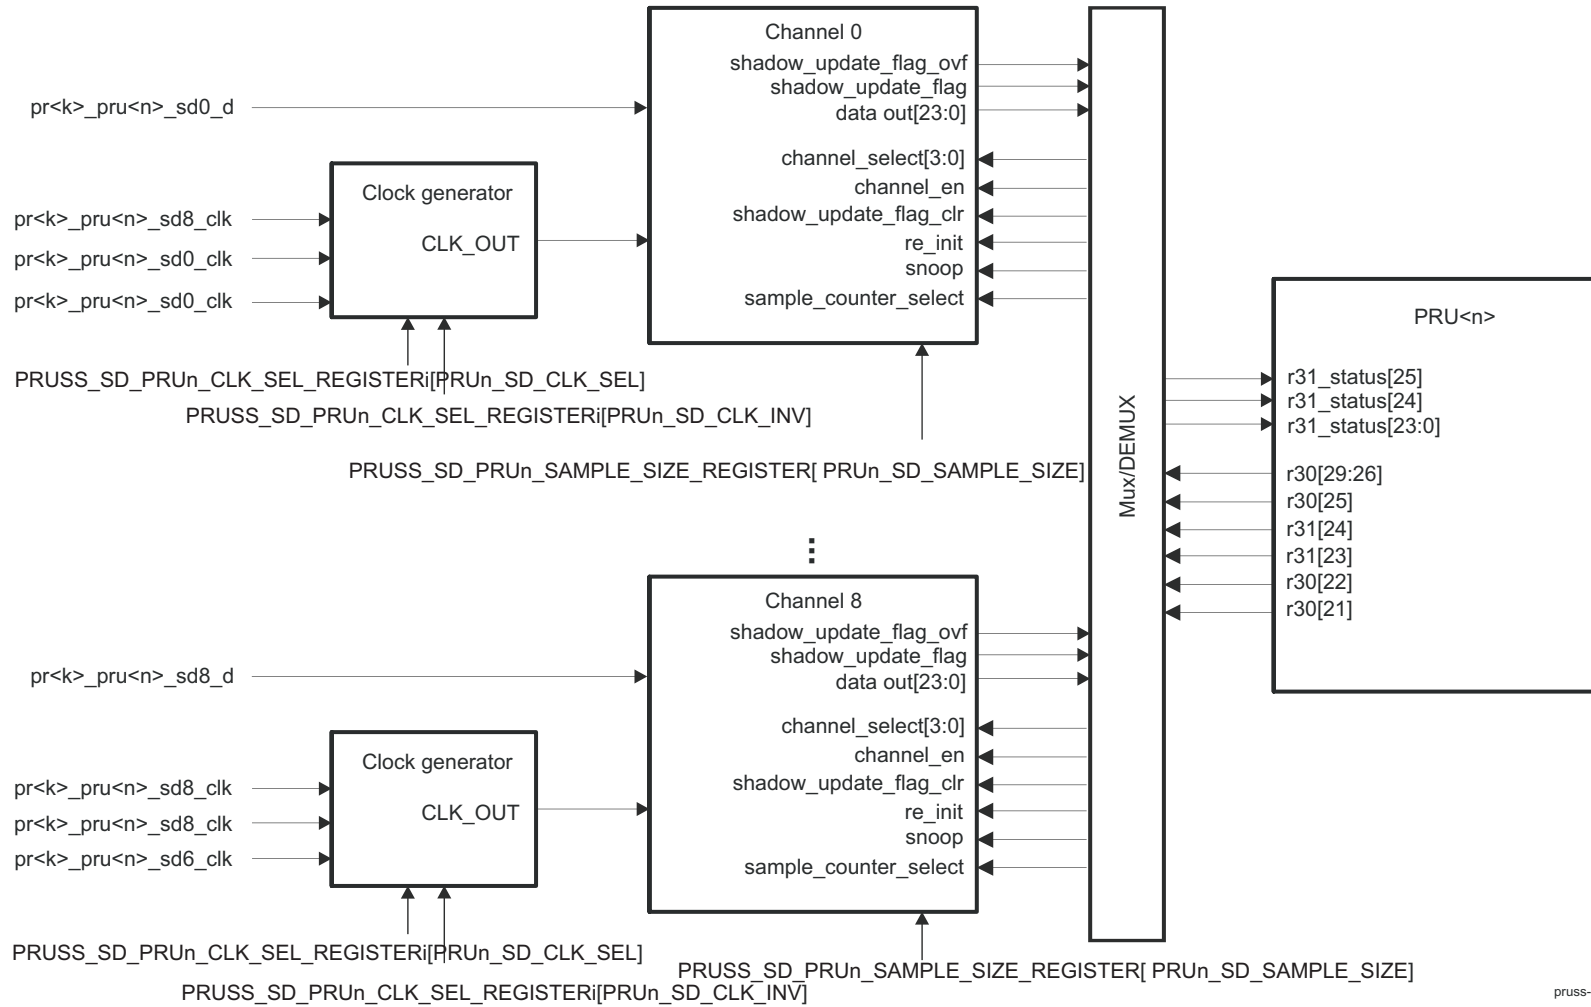 Channel 0
shadow_update_flag_ovf
shadow_update_flag
data out[23:0]
channel_select[3:0]
channel_en
shadow_update_flag_clr
re_init
snoop
sample_counter_select
pr<k>_pru<n>_sd0_d
Clock generator
CLK_OUT
pr<k>_pru<n>_sd8_clk
pr<k>_pru<n>_sd0_clk
pr<k>_pru<n>_sd0_clk
PRUSS_SD_PRUn_CLK_SEL_REGISTERi[PRUn_SD_CLK_SEL]
PRUSS_SD_PRUn_CLK_SEL_REGISTERi[PRUn_SD_CLK_INV]
PRUSS_SD_PRUn_SAMPLE_SIZE_REGISTER[ PRUn_SD_SAMPLE_SIZE]
Mux/DEMUX
PRU<n>
r31_status[25]
r31_status[24]
r31_status[23:0]
r30[29:26]
r30[25]
r31[24]
r31[23]
r30[22]
r30[21]
Channel 8
shadow_update_flag_ovf
shadow_update_flag
data out[23:0]
channel_select[3:0]
channel_en
shadow_update_flag_clr
re_init
snoop
sample_counter_select
pr<k>_pru<n>_sd8_d
Clock generator
CLK_OUT
pr<k>_pru<n>_sd8_clk
pr<k>_pru<n>_sd8_clk
pr<k>_pru<n>_sd6_clk
PRUSS_SD_PRUn_CLK_SEL_REGISTERi[PRUn_SD_CLK_SEL]
PRUSS_SD_PRUn_CLK_SEL_REGISTERi[PRUn_SD_CLK_INV]
PRUSS_SD_PRUn_SAMPLE_SIZE_REGISTER[ PRUn_SD_SAMPLE_SIZE]
pruss-